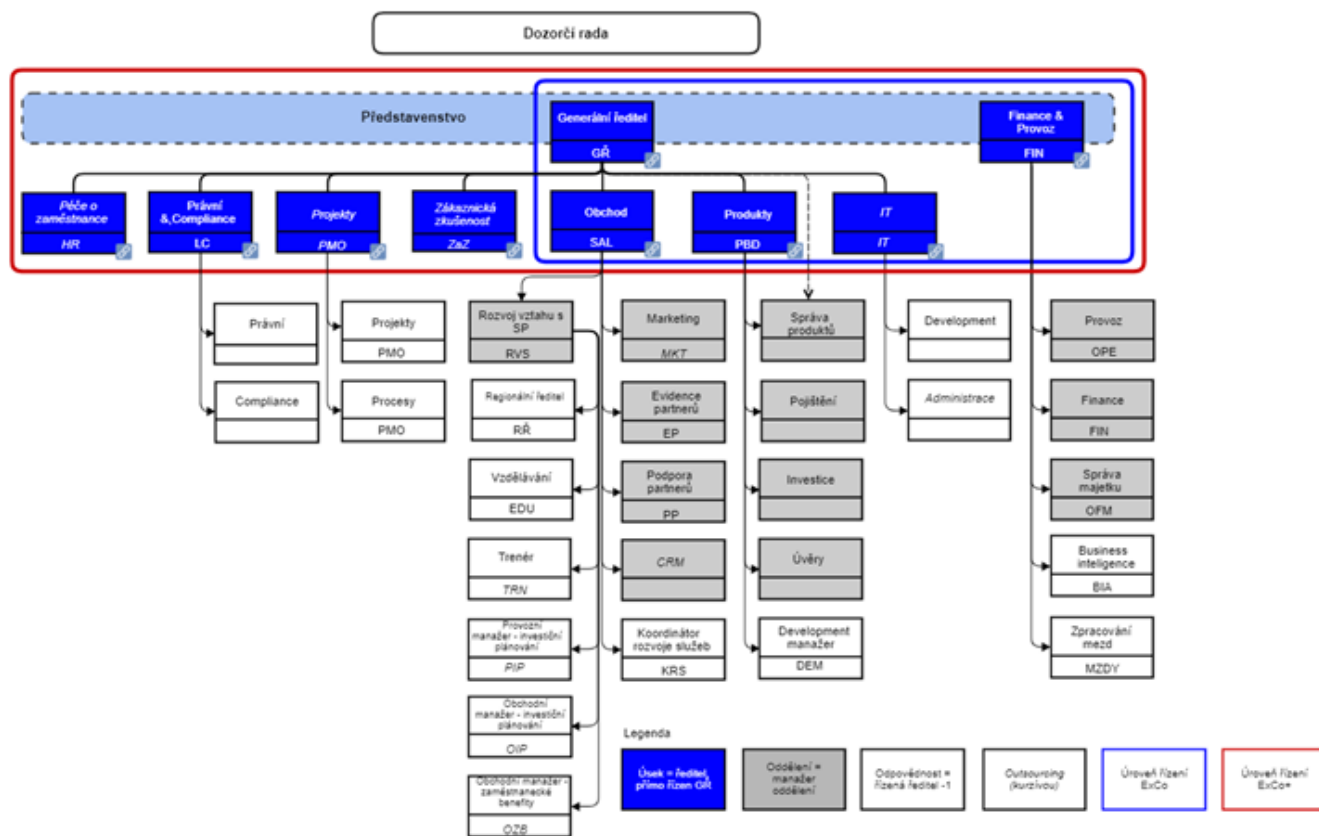 Dozorčí rada
Představenstvo
Generální ředitel
GŘ
Finance &
Provoz
FIN
Péče o
zaměstnance
HR
Právní
&,Compliance
LC
Projekty
PMO
Zákaznická
zkušenost
ZaZ
Obchod
SAL
Produkty
PBD
IT
IT
Právní
Compliance
Projekty
PMO
Procesy
PMO
Rozvoj vztahu s
SP
RVS
Regionální ředitel
RŘ
Vzdělávání
EDU
Trenér
TRN
Provozní
manažer - investiční
plánování
PIP
Obchodní
manažer - investiční
plánování
OIP
Obchodní manažer -
zaměstnanecké
benefity
OZB
Marketing
MKT
Evidence
partnerů
EP
Podpora
partnerů
PP
CRM
Koordinátor
rozvoje služeb
KRS
Správa
produktů
Pojištění
Investice
Úvěry
Development
manažer
DEM
Development
Administrace
Provoz
OPE
Finance
FIN
Správa
majetku
OFM
Business
inteligence
BIA
Zpracování
mezd
MZDY
Legenda
Úsek = ředitel,
přímo řízen GŘ
Oddělení =
manažer
oddělení
Odpovědnost =
řízená ředitel -1
Outsourcing
(kurzívou)
Úroveň řízení
ExCo
Úroveň řízení
ExCo+